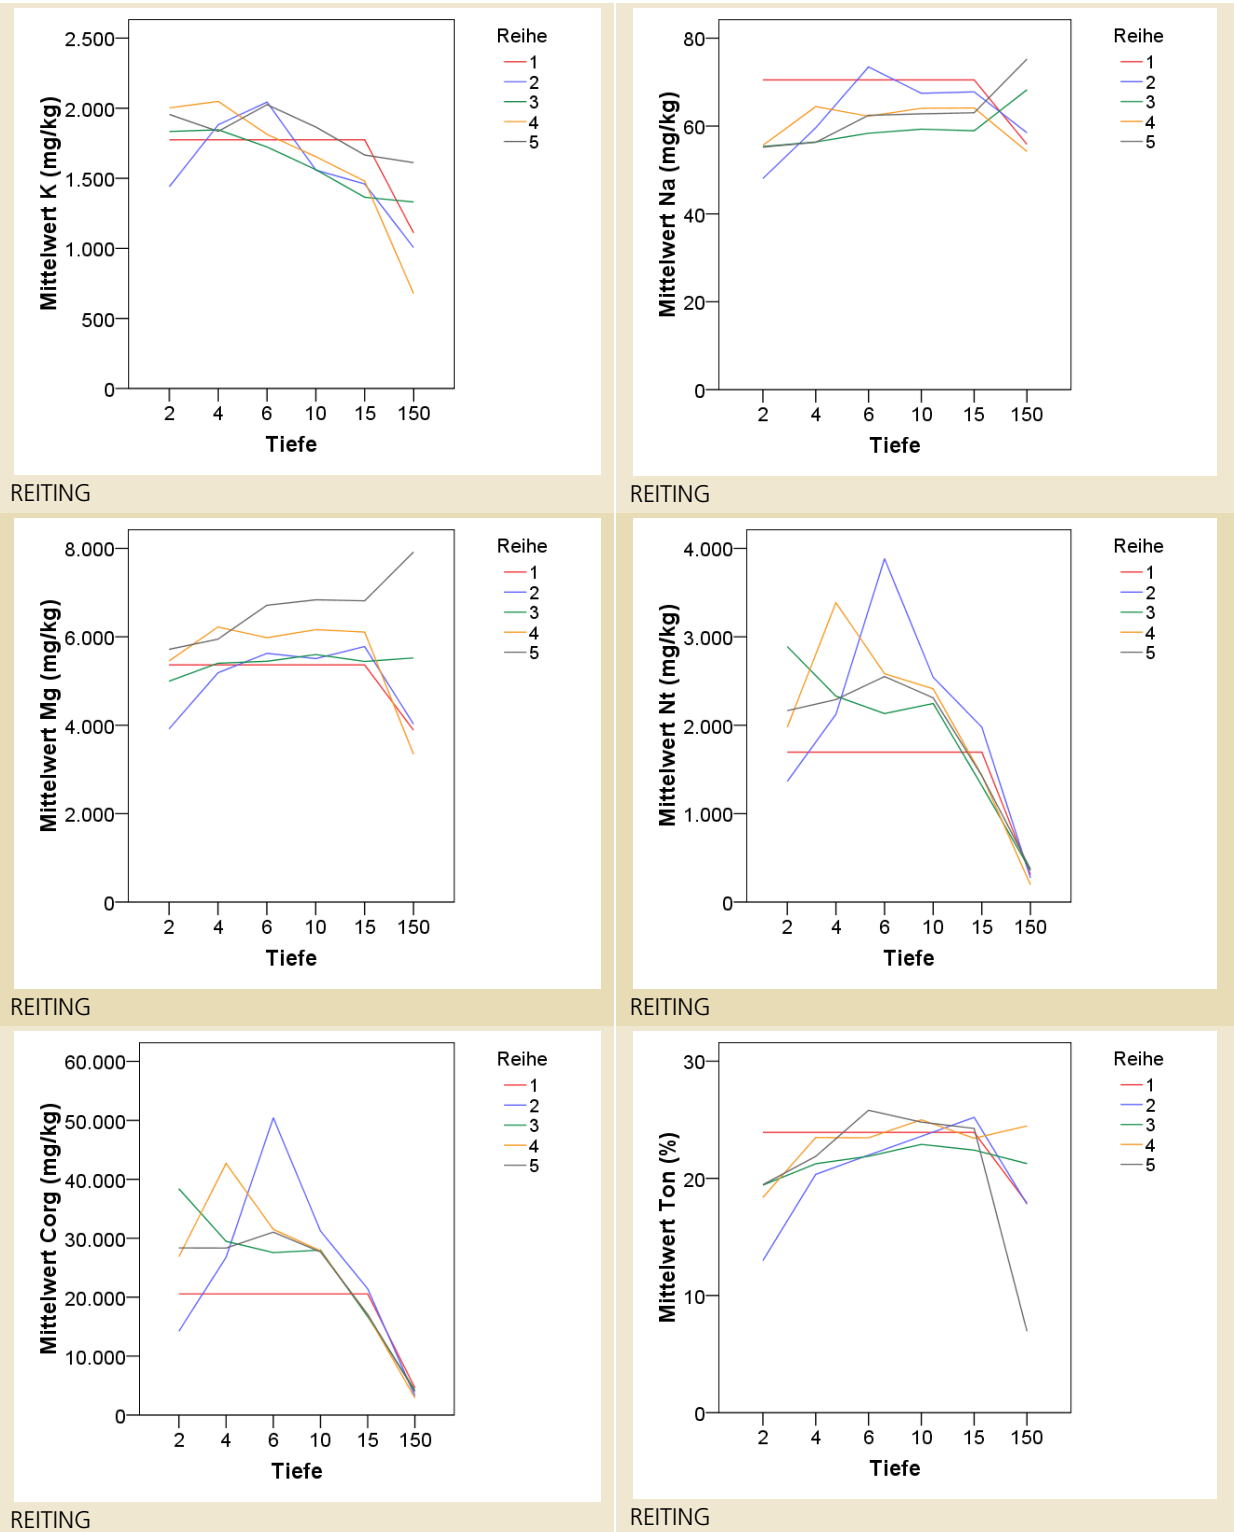 2.500
2.000
1.500
1.000
500
0
Mittelwert K (mg/kg)
2 4 6 10 15 150
Tiefe
Reihe
1
2
3
4
5
REITING
80
60
40
20
0
Mittelwert Na (mg/kg)
2 4 6 10 15 150
Tiefe
Reihe
1
2
3
4
5
REITING
8.000
6.000
4.000
2.000
0
Mittelwert Mg (mg/kg)
2 4 6 10 15 150
Tiefe
Reihe
1
2
3
4
5
REITING
4.000
3.000
2.000
1.000
0
Mittelwert Nt (mg/kg)
2 4 6 10 15 150
Tiefe
Reihe
1
2
3
4
5
REITING
60.000
50.000
40.000
30.000
20.000
10.000
0
Mittelwert Corg (mg/kg)
2 4 6 10 15 150
Tiefe
Reihe
1
2
3
4
5
REITING
30
20
10
0
Mittelwert Ton (%)
2 4 6 10 15 150
Tiefe
Reihe
1
2
3
4
5
REITING